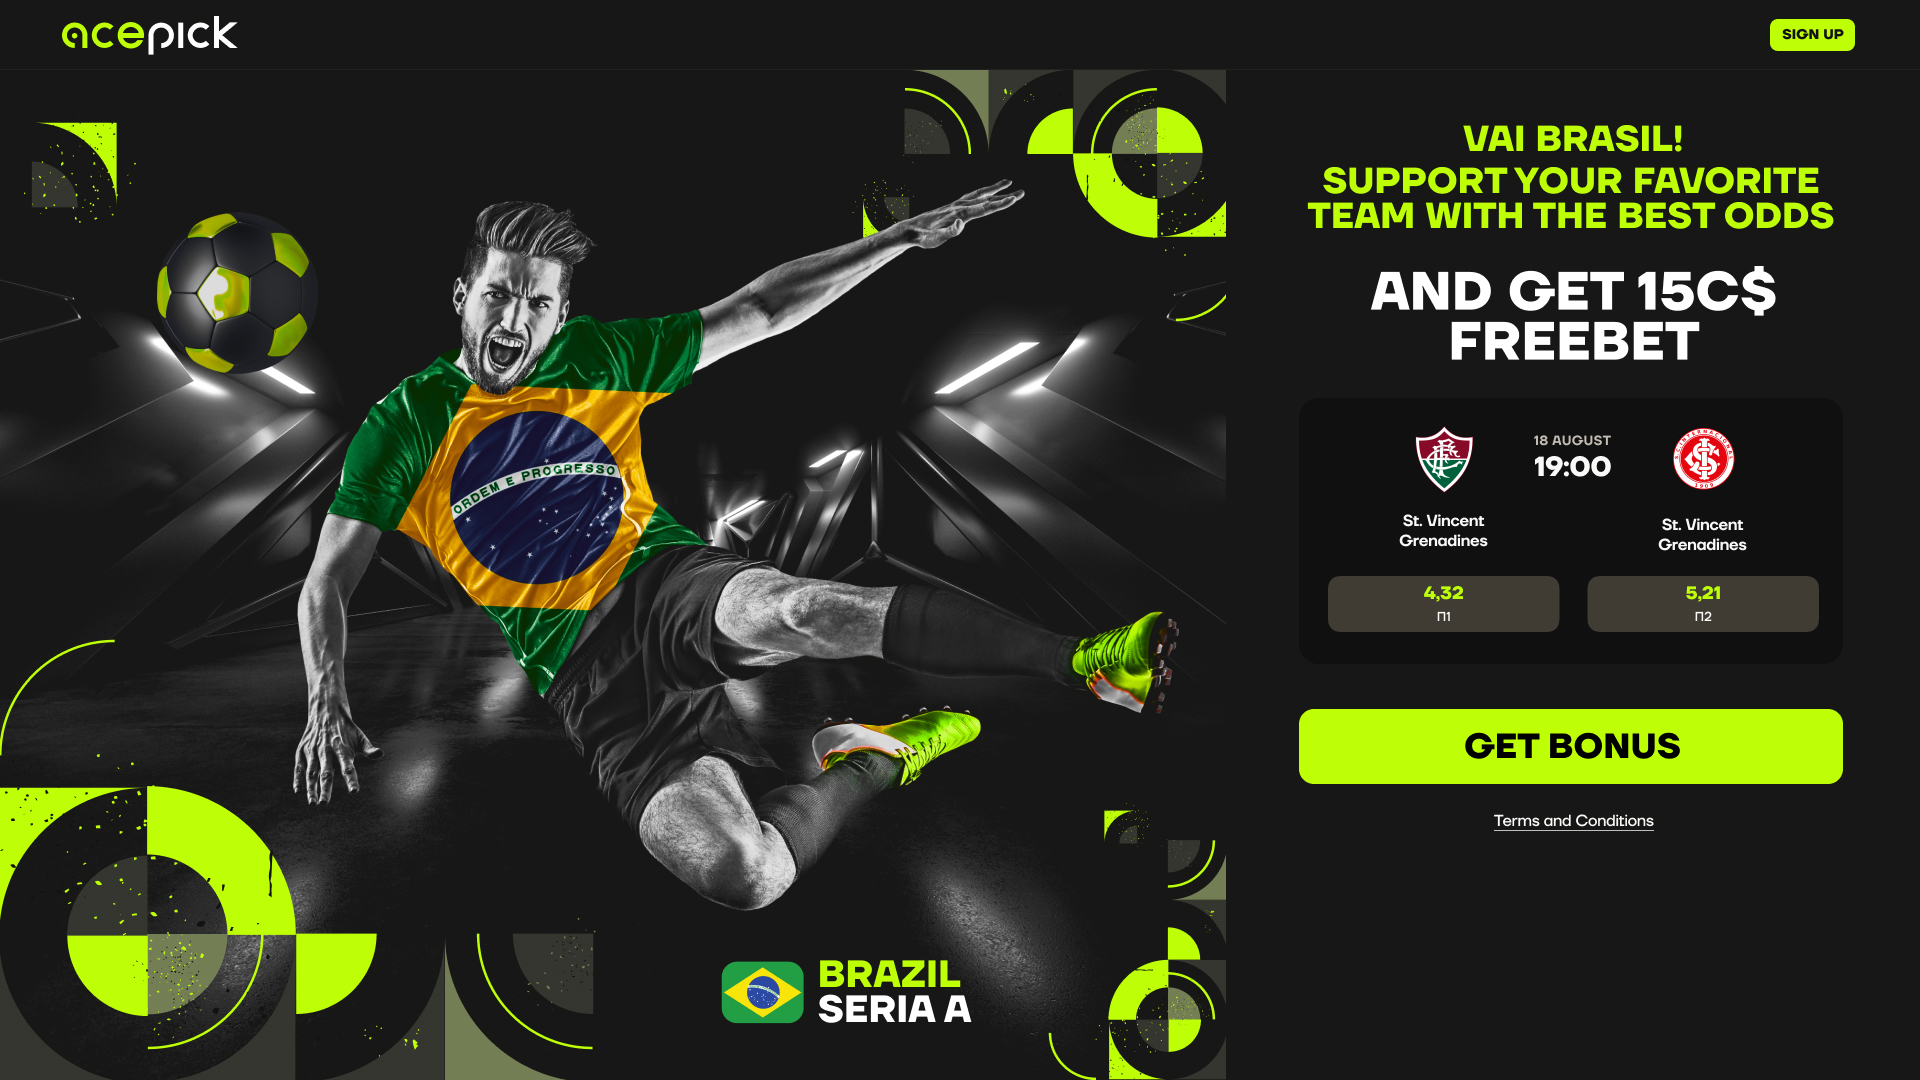 acepick
SIGN UP
VAI BRASIL!
SUPPORT YOUR FAVORITE
TEAM WITH THE BEST ODDS
AND GET 15C$
FREEBET
18 AUGUST
19:00
St. Vincent
Grenadines
St. Vincent
Grenadines
4,32
П1
5,21
П2
GET BONUS
Terms and Conditions
ORDEM E PROGRESSO
BRAZIL
SERIA A